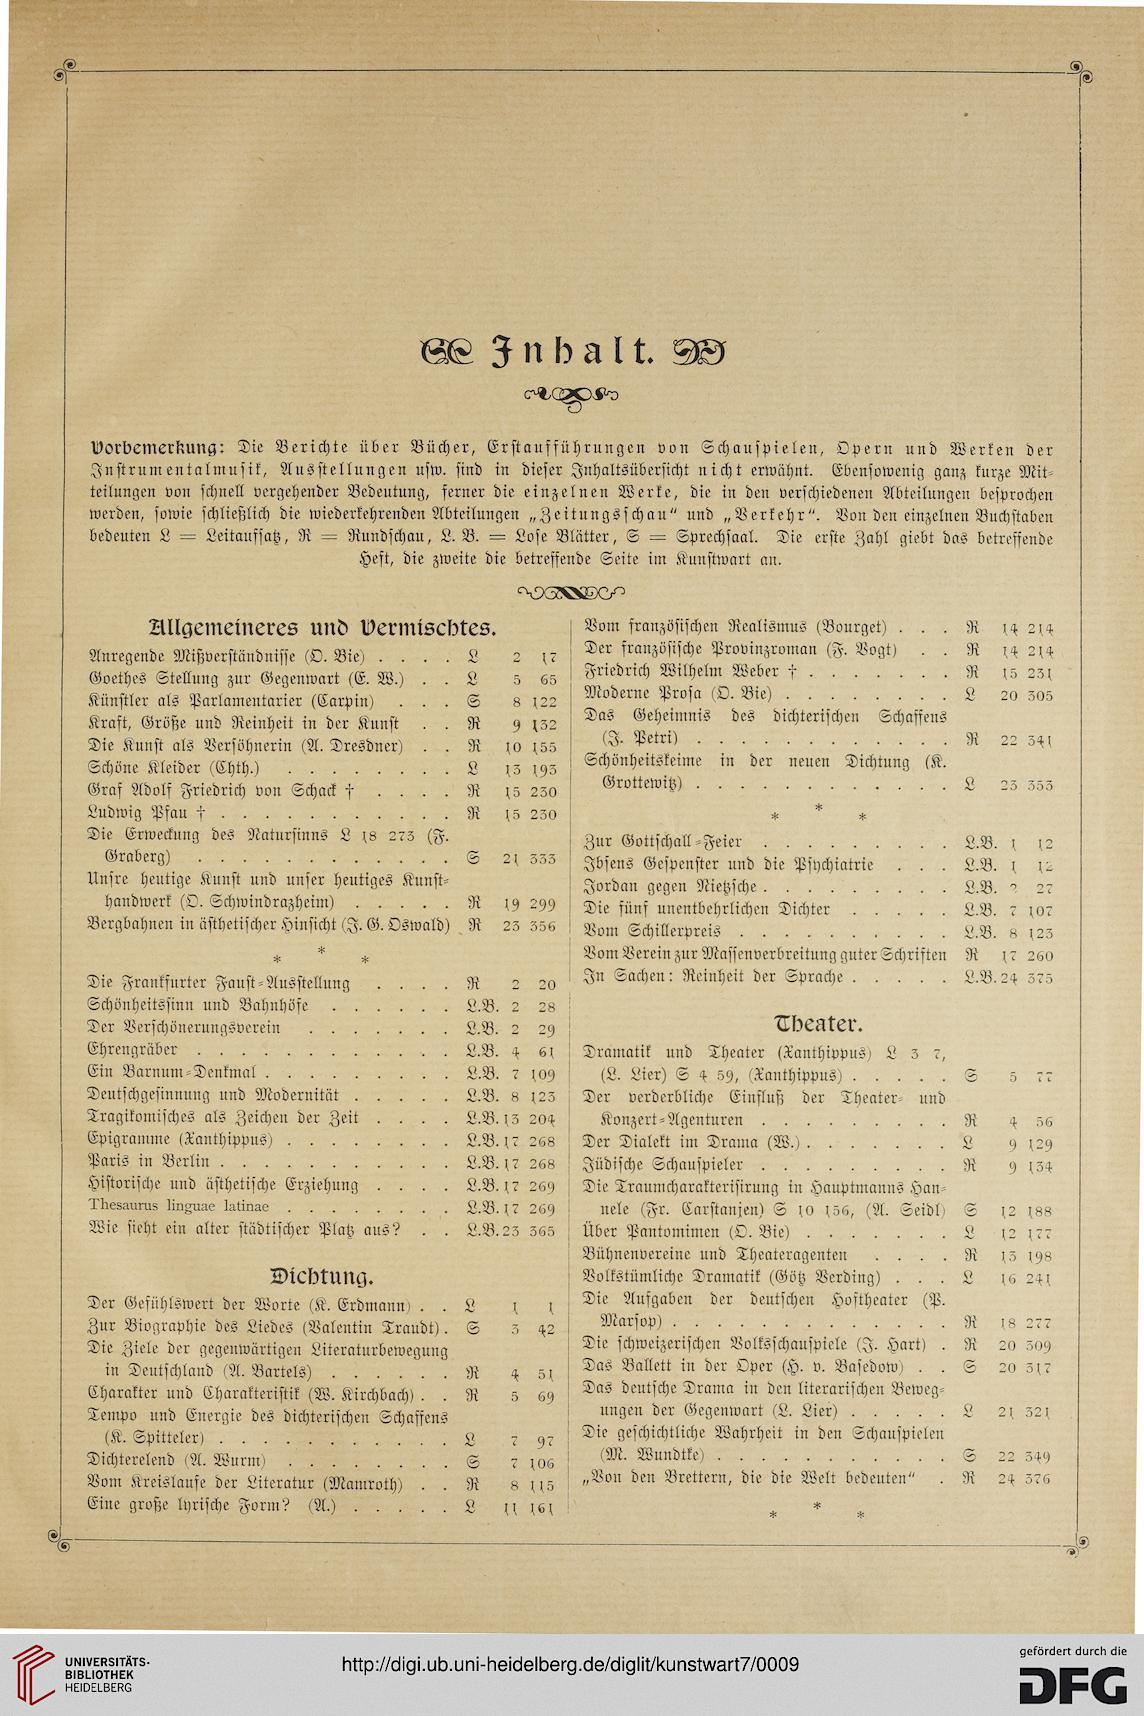 Inhalt.
Vorbemerkung: Die Berichte über Bücher, Erstaufführungen von Schauspielen, Opern und Werken der
Instrumentalmusik, Ausstellungen usw. sind in dieser Inhaltsübersicht nicht erwähnt. Ebensowenig ganz kurze Mit-
teilungen von schnell vergehender Bedeutung, ferner die einzelnen Werke, die in den verschiedenen Abteilungen besprochen
werden, sowie schließlich die wiederkehrenden Abteilungen „Zeitungsschau“ und „Verkehr“. Von den einzelnen Buchstaben
bedeuten L = Leitaufsatz, R = Rundschau, L. B. = Lose Blätter, S = Sprechsaal. Die erste Zahl giebt das betreffende
Heft, die zweite die betreffende Seite im Kunstwart an.
Allgemeineres und Vermischtes.
Anregende Mißverständnisse (O. Bie) . . . . L 2 17
Goethes Stellung zur Gegenwart (E. W.) . . L 5 65
Künstler als Parlamentarier (Carpin) . . . S 8 122
Kraft, Größe und Reinheit in der Kunst . . R 9 132
Die Kunst als Versöhnerin (A. Dresdner) . . R 10 155
Schöne Kleider (Chth.) . . . . . . . . L 13 193
Graf Adolf Friedrich von Schack † . . . . R 15 230
Ludwig Pfau † . . . . . . . . . . . R 15 230
Die Erweckung des Natursinns L 18 273 (F.
Graberg) . . . . . . . . . . . . S 21 333
Unsre heutige Kunst und unser heutiges Kunst-
handwerk (O. Schwindrazheim) . . . . . R 19 299
Bergbahnen in ästhetischer Hinsicht (J. G. Oswald) R 23 356
* * *
Die Frankfurter Faust-Ausstellung . . . . R 2 20
Schönheitssinn und Bahnhöfe . . . . . . L.B. 2 28
Der Verschönerungsverein . . . . . . . L.B. 2 29
Ehrengräber . . . . . . . . . . . . L.B. 4 61
Ein Barnum-Denkmal . . . . . . . . . L.B. 7 109
Deutschgesinnung und Modernität . . . . . L.B. 8 123
Tragikomisches als Zeichen der Zeit . . . . L.B. 13 204
Epigramme (Xanthippus) . . . . . . . . L.B. 17 268
Paris in Berlin . . . . . . . . . . . L.B. 17 268
Historische und ästhetische Erziehung . . . . L.B. 17 269
Thesaurus linguae latinae . . . . . . . . L.B. 17 269
Wie sieht ein alter städtischer Platz aus? . . L.B. 23 365
Dichtung.
Der Gefühlswert der Worte (K. Erdmann) . . L 1 1
Zur Biographie des Liedes (Valentin Traudt) . S 3 42
Die Ziele der gegenwärtigen Literaturbewegung
in Deutschland (A. Bartels) . . . . . . R 4 51
Charakter und Charakteristik (W. Kirchbach) . . R 5 69
Tempo und Energie des dichterischen Schaffens
(K. Spitteler) . . . . . . . . . . . L 7 97
Dichterelend (A. Wurm) . . . . . . . . S 7 106
Vom Kreislaufe der Literatur (Mamroth) . . R 8 115
Eine große lyrische Form? (A.) . . . . . L 11 161
Vom französischen Realismus (Bourget) . . . R 14 214
Der französische Provinzroman (F. Vogt) . . R 14 214
Friedrich Wilhelm Weber † . . . . . . . R 15 231
Moderne Prosa (O. Bie) . . . . . . . . . L 20 305
Das Geheimnis des dichterischen Schaffens
(J. Petri) . . . . . . . . . . . . R 22 341
Schönheitskeime in der neuen Dichtung (K.
Grottewitz) . . . . . . . . . . . . L 23 353
* * *
Zur Gottschall-Feier . . . . . . . . . L.B. 1 12
Ibsens Gespenster und die Psychiatrie . . . . L.B. 1 12
Jordan gegen Nietzsche . . . . . . . . . L.B. 2 27
Die fünf unentbehrlichen Dichter . . . . . L.B. 7 107
Vom Schillerpreis . . . . . . . . . . L.B. 8 123
Vom Verein zur Massenverbreitung guter Schriften R 17 260
In Sachen: Reinheit der Sprache . . . . . L.B. 24 375
Theater.
Dramatik und Theater (Xanthippus) L 3 7,
(L. Lier) S 4 59, (Xanthippus) . . . . . S 5 77
Der verderbliche Einfluß der Theater- und
Konzert-Agenturen . . . . . . . . . R 4 56
Der Dialekt im Drama (W.) . . . . . . . L 9 129
Jüdische Schauspieler . . . . . . . . . R 9 134
Die Traumcharakterisirung in Hauptmanns Han-
nele (Fr. Carstanjen) S 10 156, (A. Seidl) S 12 188
Über Pantomimen (O. Bie) . . . . . . . L 12 177
Bühnenvereine und Theateragenten . . . . R 13 198
Volkstümliche Dramatik (Götz Verding) . . . L 16 241
Die Aufgaben der deutschen Hoftheater (P.
Marsop) . . . . . . . . . . . . . R 18 277
Die schweizerischen Volksschauspiele (J. Hart) . R 20 309
Das Ballett in der Oper (H. v. Basedow) . . S 20 317
Das deutsche Drama in den literarischen Beweg-
ungen der Gegenwart (L. Lier) . . . . . L 21 321
Die geschichtliche Wahrheit in den Schauspielen
(M. Wundtke) . . . . . . . . . . . S 22 349
„Von den Brettern, die die Welt bedeuten“ . R 24 376
* * *
UNIVERSITÄTS-
BIBLIOTHEK
HEIDELBERG
http://digi.ub.uni-heidelberg.de/diglit/kunstwart7/0009
gefördert durch die
DFG